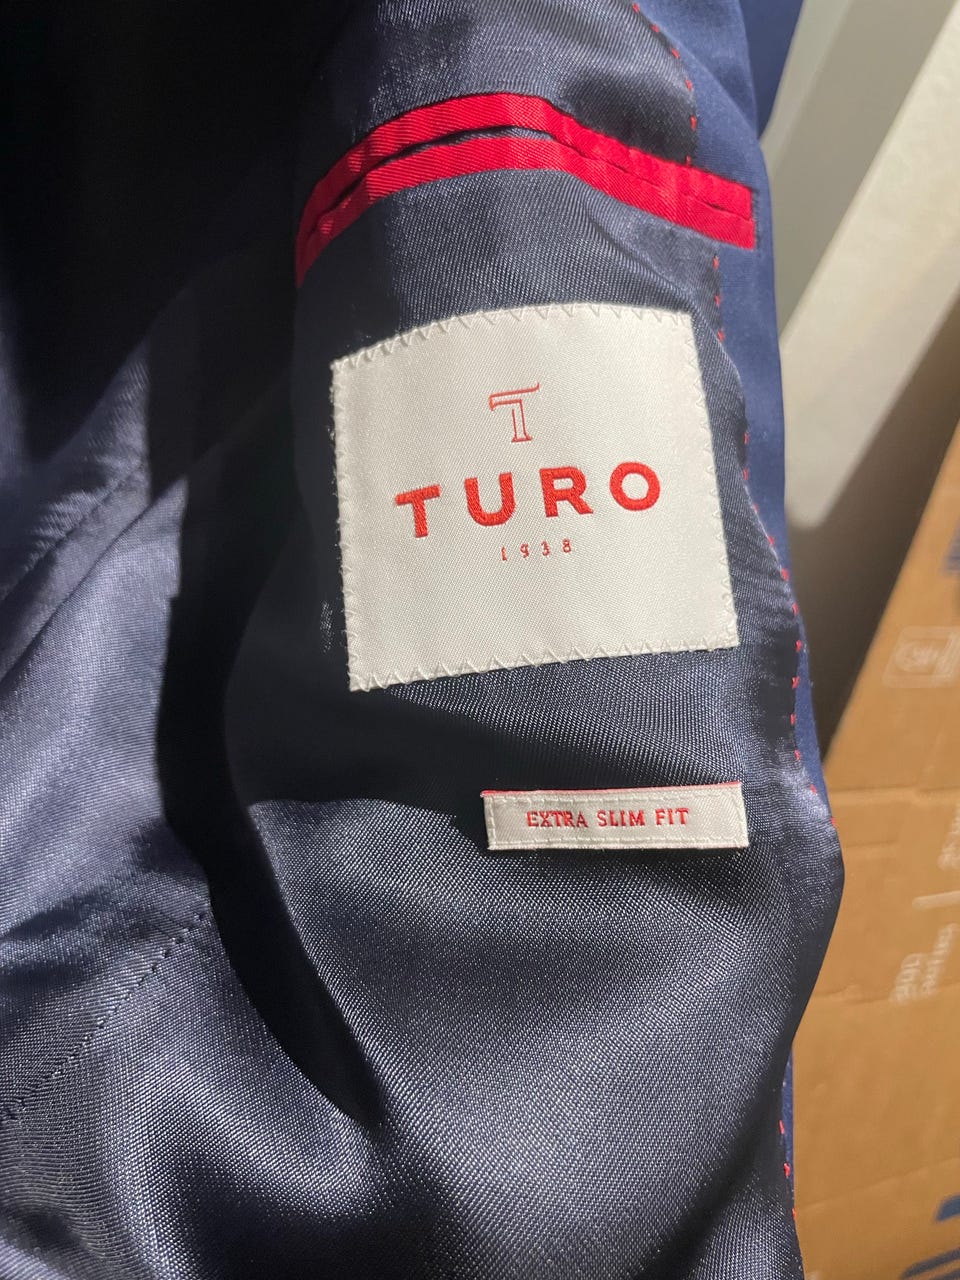 T
TURO
1938
EXTRA SLIM FIT